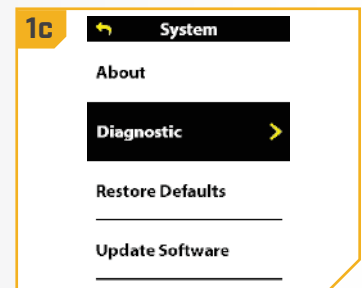 1c
System
About
Diagnostic
Restore Defaults
Update Software